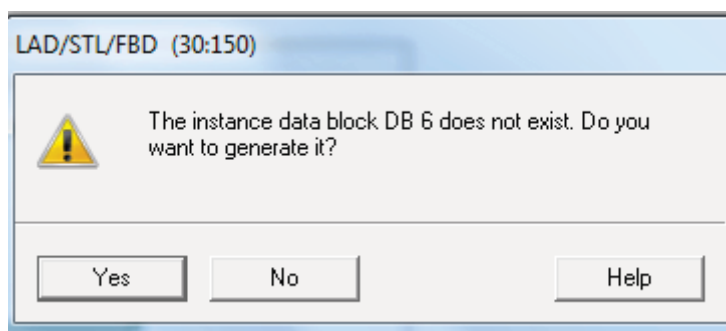 LAD/STL/FBD (30:150)
The instance data block DB 6 does not exist. Do you
want to generate it?
Yes No Help